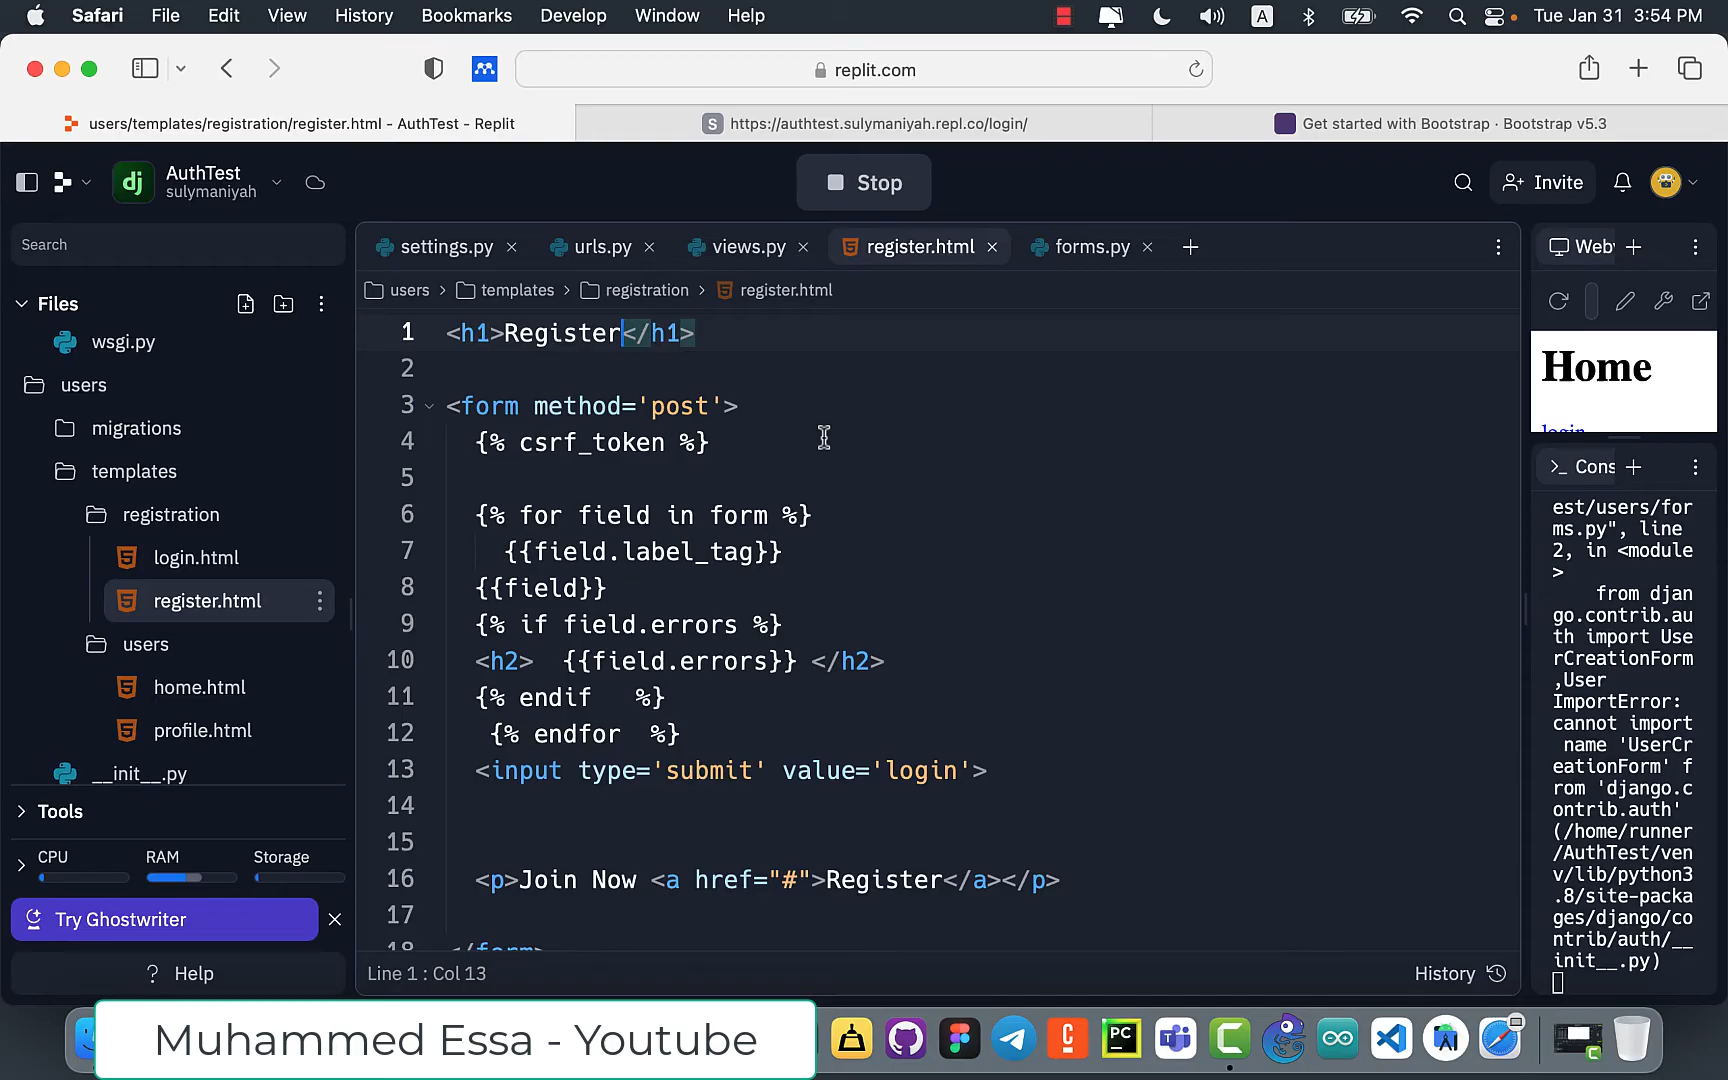 Safari File Edit View History Bookmarks Develop Window Help A Tue Jan 31 3:54 PM
replit.com
users/templates/registration/register.html - AuthTest - Replit
S https://authtest.sulymaniyah.repl.co/login/
Get started with Bootstrap · Bootstrap v5.3
dj AuthTest
sulymaniyah
Stop
Invite
Search
settings.py
urls.py
views.py
register.html
forms.py
users > templates > registration > register.html
Files
wsgi.py
users
migrations
templates
registration
login.html
register.html
users
home.html
profile.html
__init__.py
Tools
CPU RAM Storage
Try Ghostwriter
? Help
1 <h1>Register</h1>
2
3 <form method='post'>
4 {% csrf_token %}
5
6 {% for field in form %}
7 {{field.label_tag}}
8 {{field}}
9 {% if field.errors %}
10 <h2>  {{field.errors}} </h2>
11 {% endif   %}
12 {% endfor  %}
13 <input type='submit' value='login'>
14
15
16 <p>Join Now <a href="#">Register</a></p>
17
18 </form>
Line 1 : Col 13
History
Web
Home
login
>_ Cons
est/users/for
ms.py", line
2, in <module
>
from djan
go.contrib.au
th import Use
rCreationForm
,User
ImportError:
cannot import
name 'UserCr
eationForm' f
rom 'django.c
ontrib.auth'
(/home/runner
/AuthTest/ven
v/lib/python3
.8/site-packa
ges/django/co
ntrib/auth/__
init__.py)
Muhammed Essa - Youtube
PC